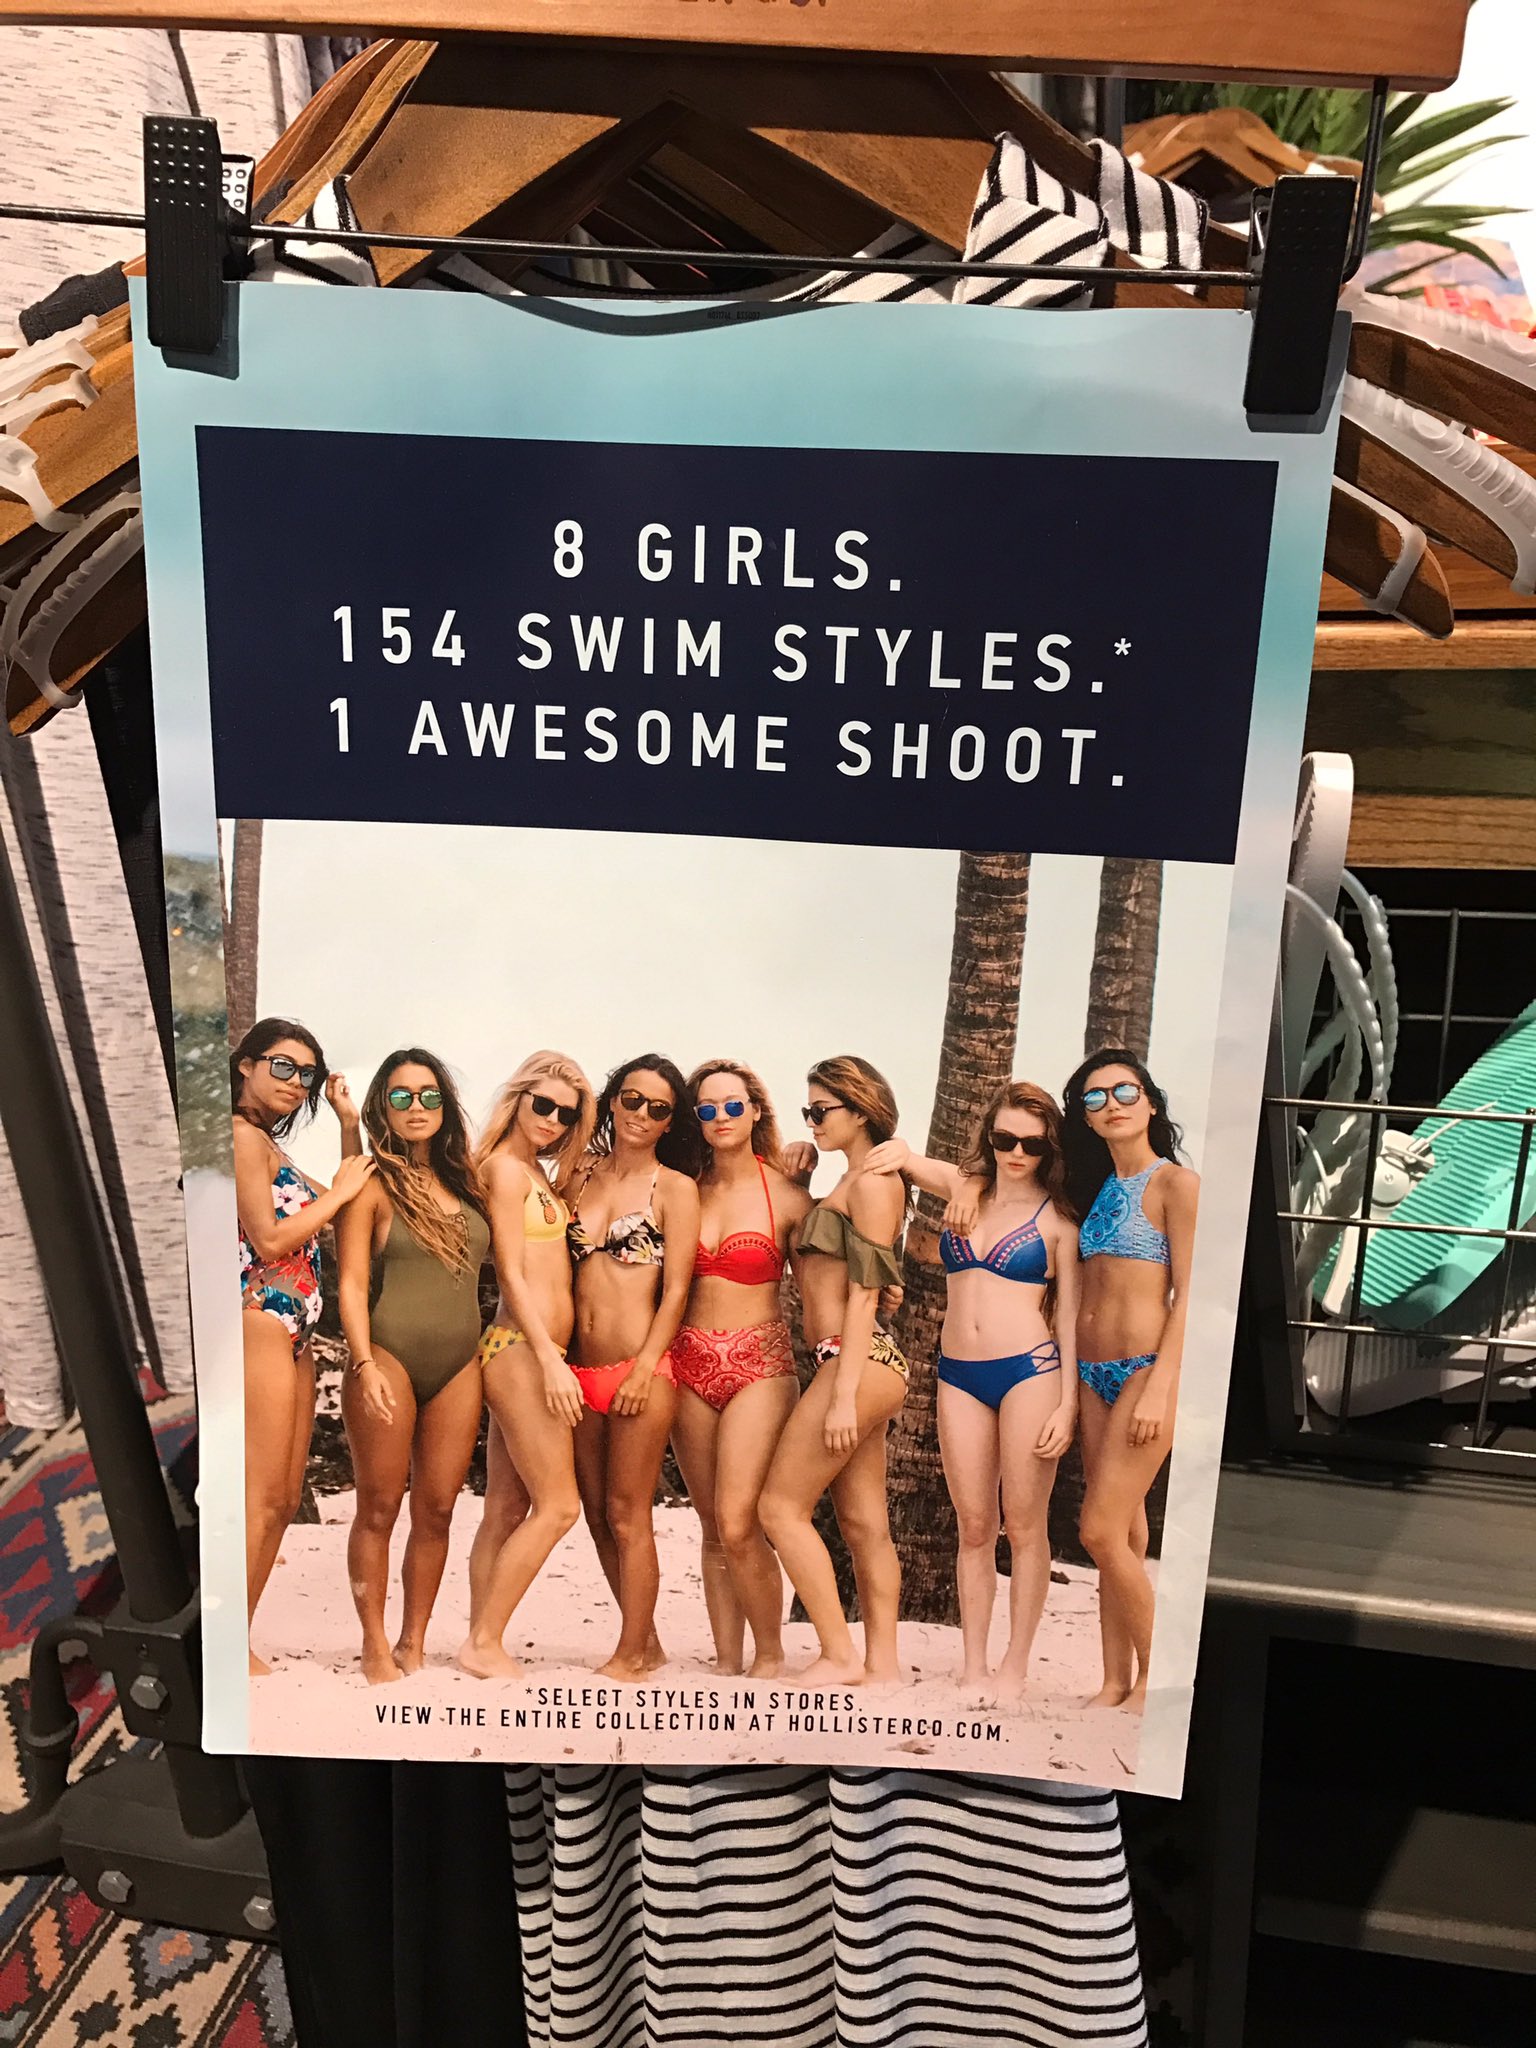 8 GIRLS.
154 SWIM STYLES.*
1 AWESOME SHOOT.
*SELECT STYLES IN STORES.
VIEW THE ENTIRE COLLECTION AT HOLLISTERCO.COM.